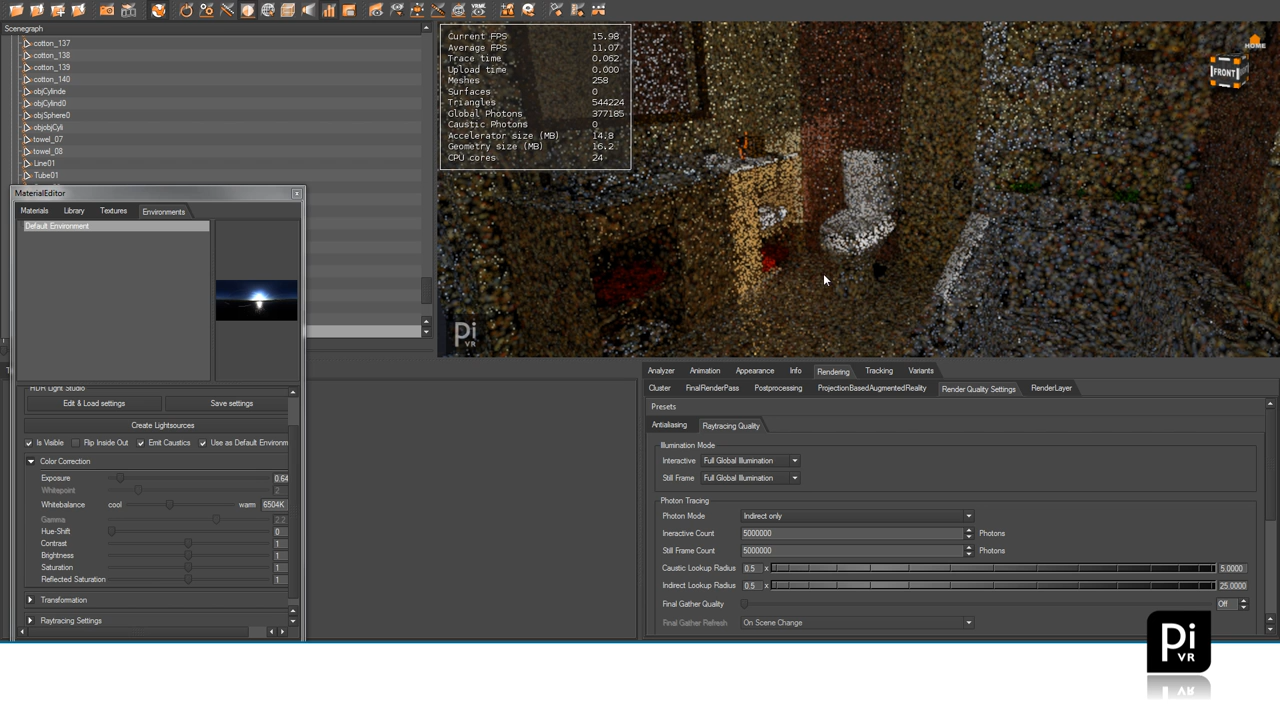 Scenegraph
cotton_137
cotton_138
cotton_139
cotton_140
objCylinde
objCylind0
objSphere0
objobjCyli
towel_07
towel_08
Line01
Tube01
MaterialEditor
Materials Library Textures Environments
Default Environment
HDR Light Studio
Edit & Load settings Save settings
Create Lightsources
Is Visible Flip Inside Out Emit Caustics Use as Default Environm
Color Correction
Exposure 0.64
Whitepoint 2
Whitebalance cool warm 6504K
Gamma 2.2
Hue-Shift 0
Contrast 1
Brightness 1
Saturation 1
Reflected Saturation 1
Transformation
Raytracing Settings
Current FPS 15.98
Average FPS 11.07
Trace time 0.062
Upload time 0.000
Meshes 258
Surfaces 0
Triangles 544224
Global Photons 377185
Caustic Photons 0
Accelerator size (MB) 14.8
Geometry size (MB) 16.2
CPU cores 24
HOME
FRONT
Pi
VR
Analyzer Animation Appearance Info Rendering Tracking Variants
Cluster FinalRenderPass Postprocessing ProjectionBasedAugmentedReality Render Quality Settings RenderLayer
Presets
Antialiasing Raytracing Quality
Illumination Mode
Interactive Full Global Illumination
Still Frame Full Global Illumination
Photon Tracing
Photon Mode Indirect only
Ineractive Count 5000000 Photons
Still Frame Count 5000000 Photons
Caustic Lookup Radius 0.5 x 5.0000
Indirect Lookup Radius 0.5 x 25.0000
Final Gather Quality Off
Final Gather Refresh On Scene Change
Pi
VR